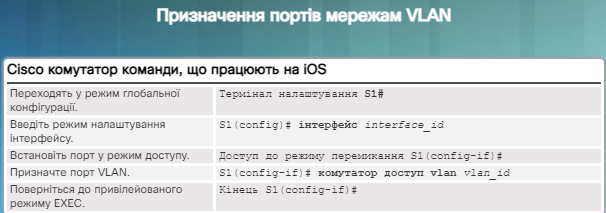 Призначення портів мережам VLAN
Cisco комутатор команди, що працюють на iOS
Переходять у режим глобальної конфігурації.
Термінал налаштування S1#
Введіть режим налаштування інтерфейсу.
S1(config)# інтерфейс interface_id
Встановіть порт у режим доступу.
Доступ до режиму перемикання S1(config-if)#
Призначте порт VLAN.
S1(config-if)# комутатор доступ vlan vlan_id
Поверніться до привілейованого режиму EXEC.
Кінець S1(config-if)#